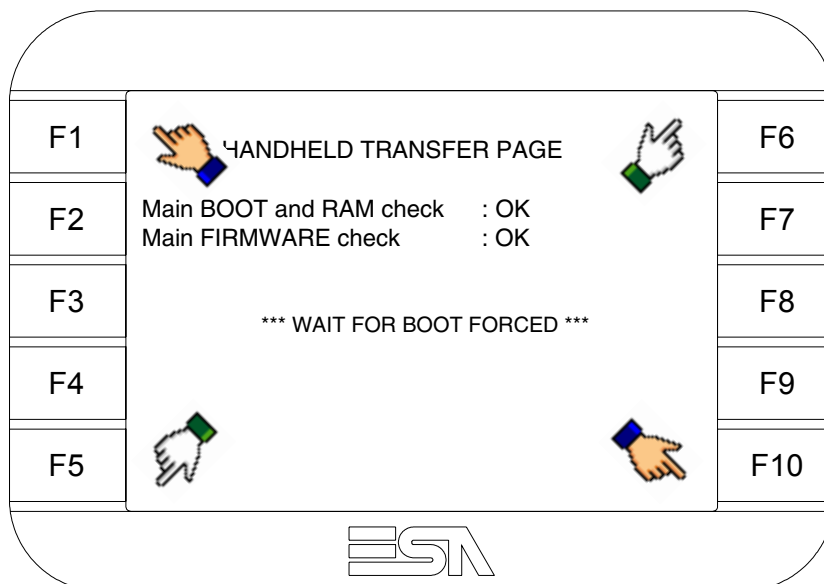 F1
F6
HANDHELD TRANSFER PAGE
F2
Main BOOT and RAM check : OK
F7
Main FIRMWARE check : OK
F3
F8
*** WAIT FOR BOOT FORCED ***
F4
F9
F5
F10
ESA